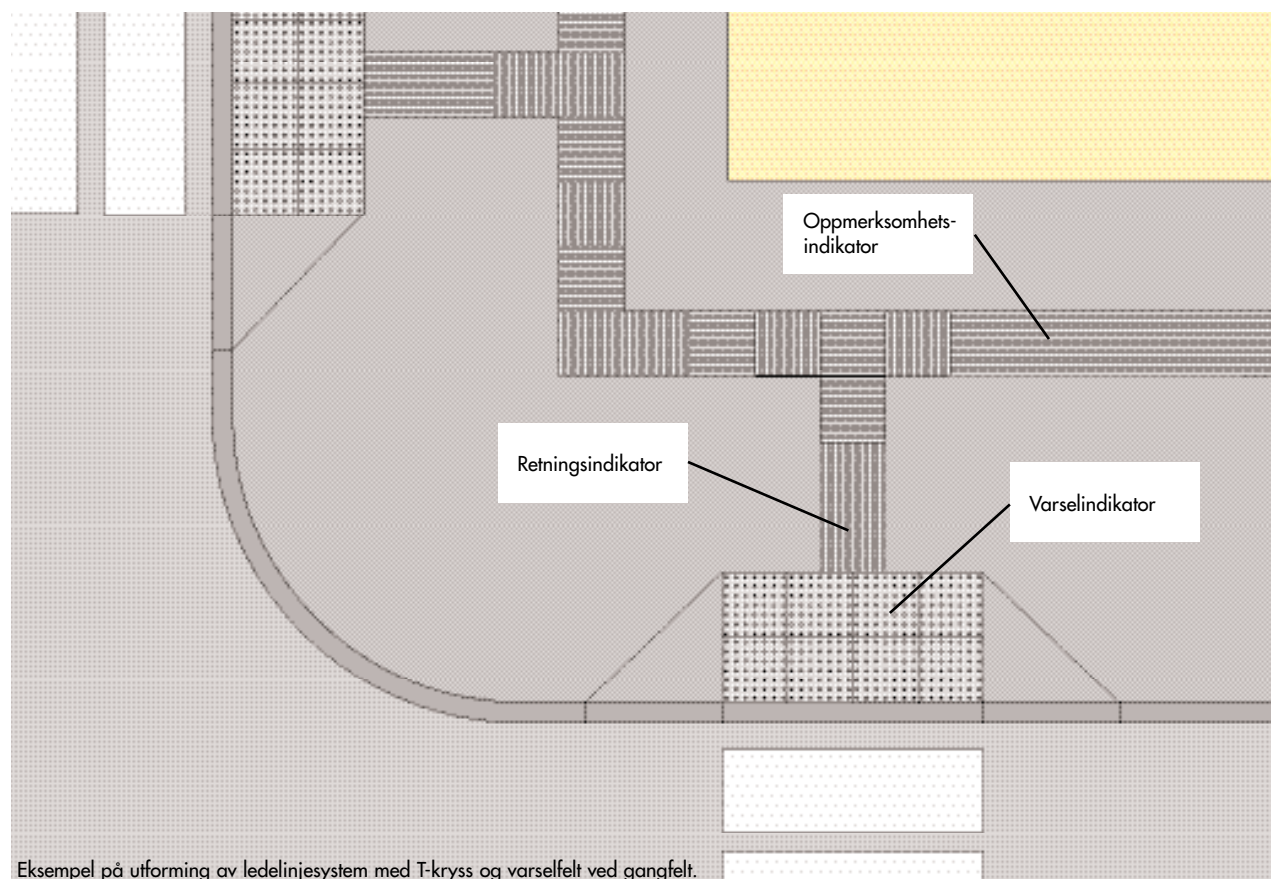 Oppmerksomhets-
indikator
Retningsindikator
Varselindikator
Eksempel på utforming av ledelinjesystem med T-kryss og varselfelt ved gangfelt.